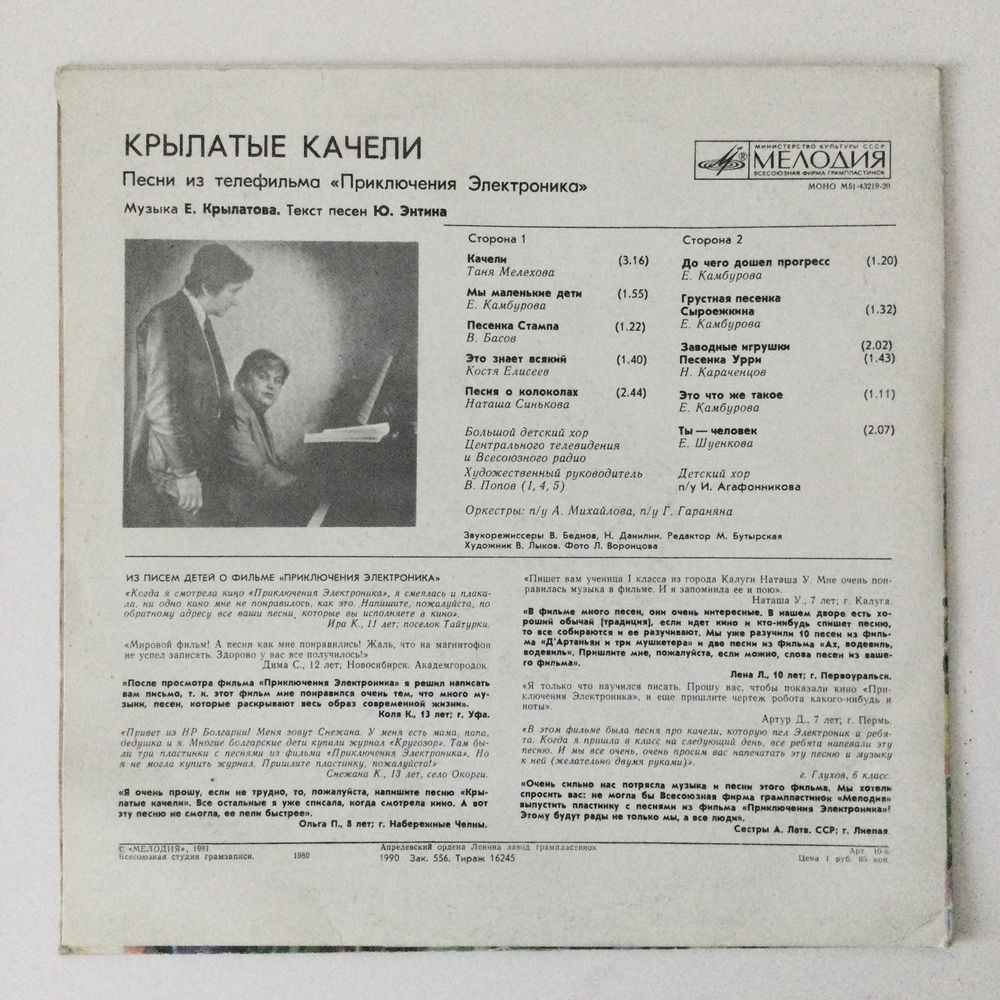 КРЫЛАТЫЕ КАЧЕЛИ
Песни из телефильма «Приключения Электроника»
Музыка Е. Крылатова. Текст песен Ю. Энтина
МИНИСТЕРСТВО КУЛЬТУРЫ СССР
МЕЛОДИЯ
ВСЕСОЮЗНАЯ ФИРМА ГРАМПЛАСТИНОК
МОНО М51-43219-20
Сторона 1
Качели (3.16)
Таня Мелехова
Мы маленькие дети (1.55)
Е. Камбурова
Песенка Стампа (1.22)
В. Басов
Это знает всякий (1.40)
Костя Елисеев
Песня о колоколах (2.44)
Наташа Синькова
Большой детский хор
Центрального телевидения
и Всесоюзного радио
Художественный руководитель
В. Попов (1, 4, 5)
Сторона 2
До чего дошел прогресс (1.20)
Е. Камбурова
Грустная песенка
Сыроежкина (1.32)
Е. Камбурова
Заводные игрушки (2.02)
Песенка Урри (1.43)
Н. Караченцов
Это что же такое (1.11)
Е. Камбурова
Ты — человек (2.07)
Е. Шуенкова
Детский хор
п/у И. Агафонникова
Оркестры: п/у А. Михайлова, п/у Г. Гараняна
Звукорежиссеры В. Беднов, Н. Данилин. Редактор М. Бутырская
Художник В. Лыков. Фото Л. Воронцова
ИЗ ПИСЕМ ДЕТЕЙ О ФИЛЬМЕ «ПРИКЛЮЧЕНИЯ ЭЛЕКТРОНИКА»
«Когда я смотрела кино «Приключения Электроника», я смеялась и плака-
ла, ни одно кино мне не понравилось, как это. Напишите, пожалуйста, по
обратному адресу все ваши песни, которые вы исполняете в кино».
Ира К., 11 лет; поселок Тайтурки.
«Мировой фильм! А песни как мне понравились! Жаль, что на магнитофон
не успел записать. Здорово у вас все получилось!»
Дима С., 12 лет, Новосибирск. Академгородок.
«После просмотра фильма «Приключения Электроника» я решил написать
вам письмо, т. к. этот фильм мне понравился очень тем, что много му-
зыки, песен, которые раскрывают весь образ современной жизни».
Коля К., 13 лет; г. Уфа.
«Привет из НР Болгарии! Меня зовут Снежана. У меня есть мама, папа,
дедушка и я. Многие болгарские дети купили журнал «Кругозор». Там бы-
ли три пластинки с песнями из фильма «Приключения Электроника». Но
я не могла купить журнал. Пришлите пластинку, пожалуйста!»
Снежана К., 13 лет, село Окорги.
«Я очень прошу, если не трудно, то, пожалуйста, напишите песню «Кры-
латые качели». Все остальные я уже списала, когда смотрела кино. А вот
эту песню не смогла, ее пели быстрее».
Ольга П., 8 лет; г. Набережные Челны.
«Пишет вам ученица I класса из города Калуги Наташа У. Мне очень пон-
равилась музыка в фильме. И я запомнила ее и пою».
Наташа У., 7 лет; г. Калуга.
«В фильме много песен, они очень интересные. В нашем дворе есть хо-
роший обычай (традиция), если идет кино и кто-нибудь спишет песню,
то все собираются и ее разучивают. Мы уже разучили 10 песен из филь-
ма «Д'Артаньян и три мушкетера» и две песни из фильма «Ах, водевиль,
водевиль». Пришлите мне, пожалуйста, если можно, слова песен из ваше-
го фильма».
Лена Л., 10 лет; г. Первоуральск.
«Я только что научился писать. Прошу вас, чтобы показали кино «При-
ключения Электроника», и еще пришлите чертеж робота какого-нибудь и
ноты».
Артур Д., 7 лет; г. Пермь.
«В этом фильме была песня про качели, которую пел Электроник и ребя-
та. Когда я пришла в класс на следующий день, все ребята напевали эту
песню. И мы все очень, очень просим вас напечатать эту песню и музыку
к ней (желательно двумя руками)».
г. Глухов, 6 класс.
«Очень сильно нас потрясла музыка и песни этого фильма. Мы хотели
спросить вас: не могла бы Всесоюзная фирма грампластинок «Мелодия»
выпустить пластинку с песнями из фильма «Приключения Электроника»!
Этому будут рады не только мы, а все люди».
Сестры А. Латв. ССР; г. Лиепая.
© «МЕЛОДИЯ», 1981
Всесоюзная студия грамзаписи. 1980
Апрелевский ордена Ленина завод грампластинок
1990 Зак. 556. Тираж 16245
Арт. 10-6
Цена 1 руб. 05 коп.